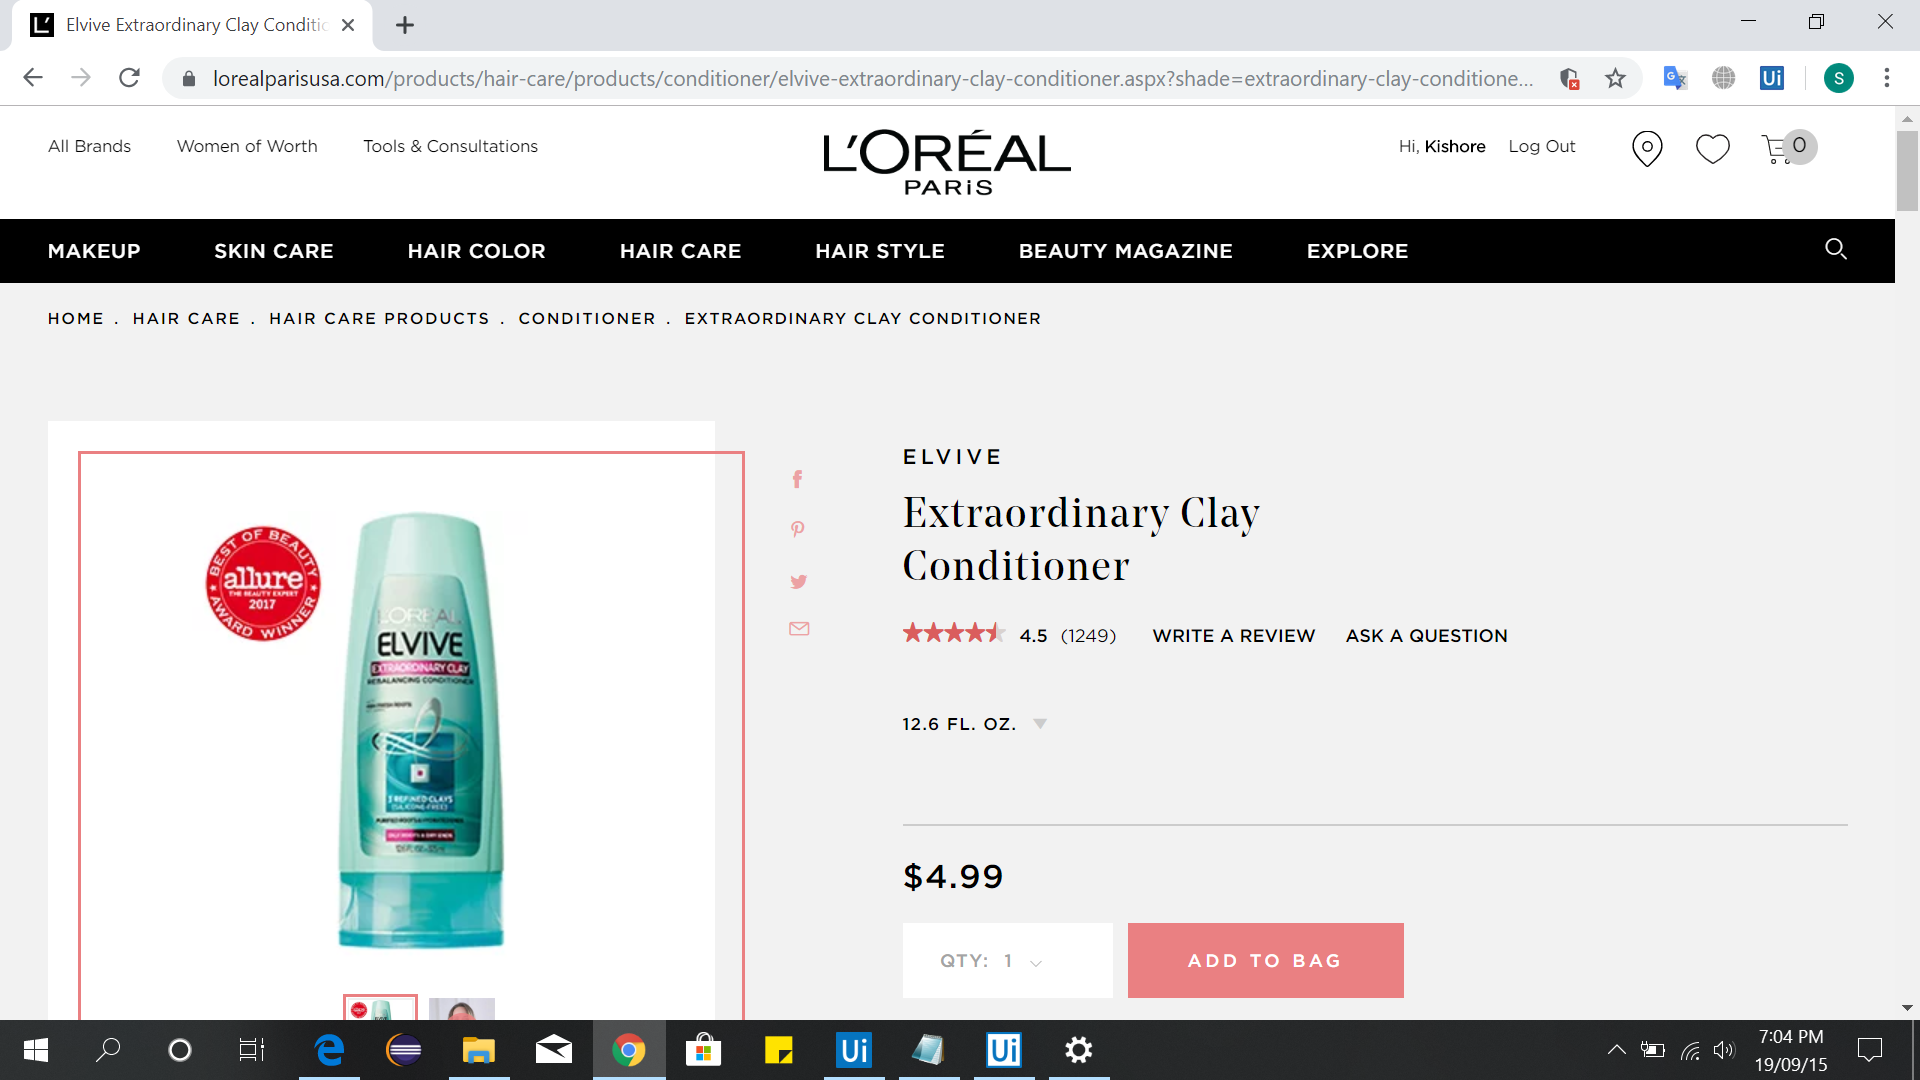 Elvive Extraordinary Clay Conditio
lorealparisusa.com/products/hair-care/products/conditioner/elvive-extraordinary-clay-conditioner.aspx?shade=extraordinary-clay-conditione...
Ui
S
All Brands
Women of Worth
Tools & Consultations
L'ORÉAL
PARiS
Hi, Kishore
Log Out
0
MAKEUP
SKIN CARE
HAIR COLOR
HAIR CARE
HAIR STYLE
BEAUTY MAGAZINE
EXPLORE
HOME . HAIR CARE . HAIR CARE PRODUCTS . CONDITIONER . EXTRAORDINARY CLAY CONDITIONER
BEST OF BEAUTY
allure
THE BEAUTY EXPERT
2017
AWARD WINNER
L'ORÉAL
ELVIVE
EXTRAORDINARY CLAY
REBALANCING CONDITIONER
3 REFINED CLAYS
ELVIVE
Extraordinary Clay
Conditioner
4.5 (1249)
WRITE A REVIEW
ASK A QUESTION
12.6 FL. OZ.
$4.99
QTY: 1
ADD TO BAG
Ui
Ui
7:04 PM
19/09/15